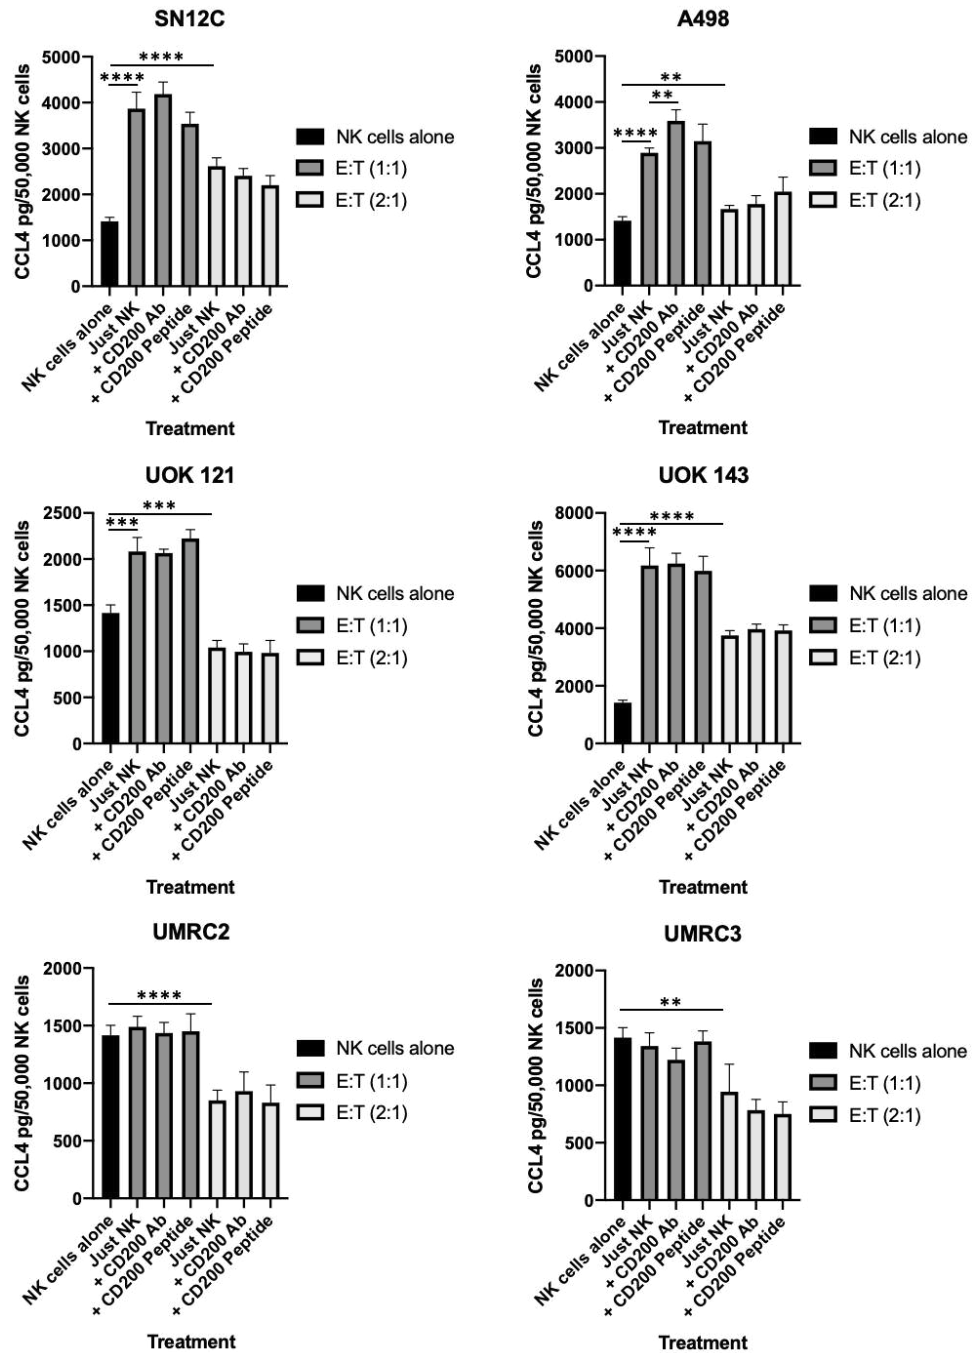 SN12C
CCL4 pg/50,000 NK cells
5000
4000
3000
2000
1000
0
****
****
NK cells alone
Just NK
+ CD200 Ab
+ CD200 Peptide
Just NK
+ CD200 Ab
+ CD200 Peptide
Treatment
NK cells alone
E:T (1:1)
E:T (2:1)
A498
CCL4 pg/50,000 NK cells
5000
4000
3000
2000
1000
0
**
**
****
NK cells alone
Just NK
+ CD200 Ab
+ CD200 Peptide
Just NK
+ CD200 Ab
+ CD200 Peptide
Treatment
NK cells alone
E:T (1:1)
E:T (2:1)
UOK 121
CCL4 pg/50,000 NK cells
2500
2000
1500
1000
500
0
***
***
NK cells alone
Just NK
+ CD200 Ab
+ CD200 Peptide
Just NK
+ CD200 Ab
+ CD200 Peptide
Treatment
NK cells alone
E:T (1:1)
E:T (2:1)
UOK 143
CCL4 pg/50,000 NK cells
8000
6000
4000
2000
0
****
****
NK cells alone
Just NK
+ CD200 Ab
+ CD200 Peptide
Just NK
+ CD200 Ab
+ CD200 Peptide
Treatment
NK cells alone
E:T (1:1)
E:T (2:1)
UMRC2
CCL4 pg/50,000 NK cells
2000
1500
1000
500
0
****
NK cells alone
Just NK
+ CD200 Ab
+ CD200 Peptide
Just NK
+ CD200 Ab
+ CD200 Peptide
Treatment
NK cells alone
E:T (1:1)
E:T (2:1)
UMRC3
CCL4 pg/50,000 NK cells
2000
1500
1000
500
0
**
NK cells alone
Just NK
+ CD200 Ab
+ CD200 Peptide
Just NK
+ CD200 Ab
+ CD200 Peptide
Treatment
NK cells alone
E:T (1:1)
E:T (2:1)